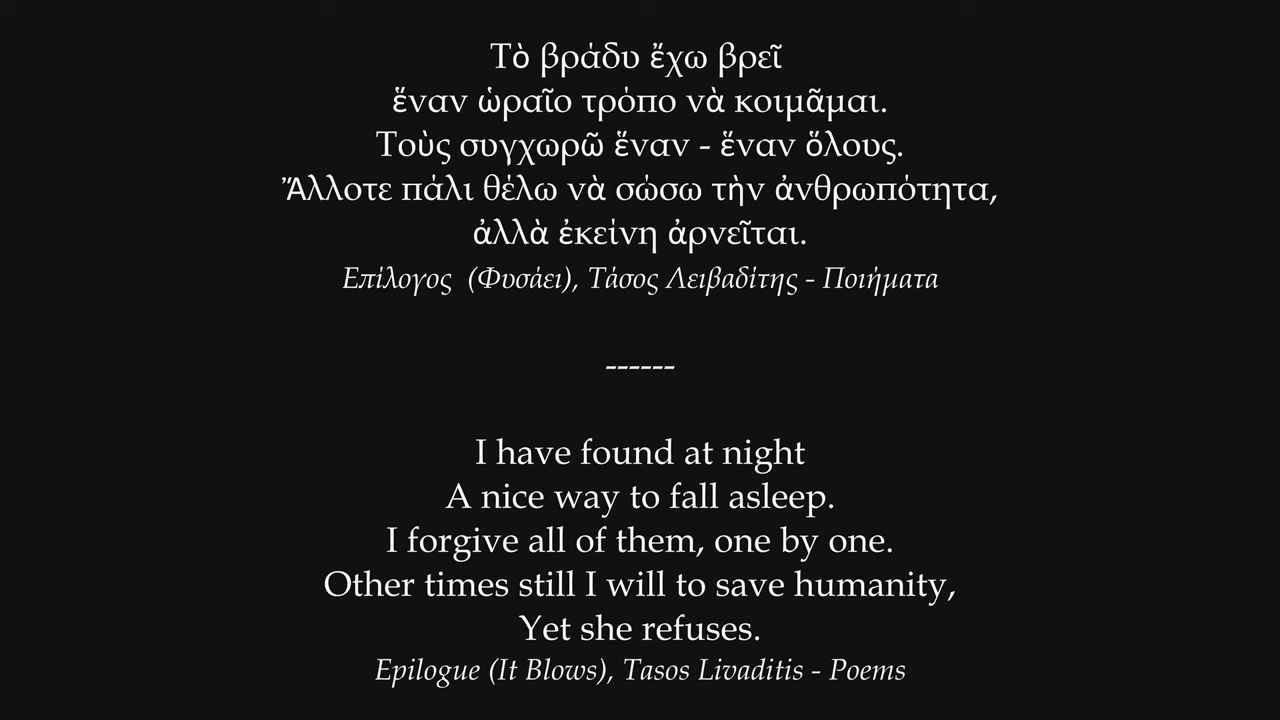 Τὸ βράδυ ἔχω βρεῖ
ἕναν ὡραῖο τρόπο νὰ κοιμᾶμαι.
Τοὺς συγχωρῶ ἕναν - ἕναν ὅλους.
Ἄλλοτε πάλι θέλω νὰ σώσω τὴν ἀνθρωπότητα,
ἀλλὰ ἐκείνη ἀρνεῖται.
Επίλογος (Φυσάει), Τάσος Λειβαδίτης - Ποιήματα
------
I have found at night
A nice way to fall asleep.
I forgive all of them, one by one.
Other times still I will to save humanity,
Yet she refuses.
Epilogue (It Blows), Tasos Livaditis - Poems